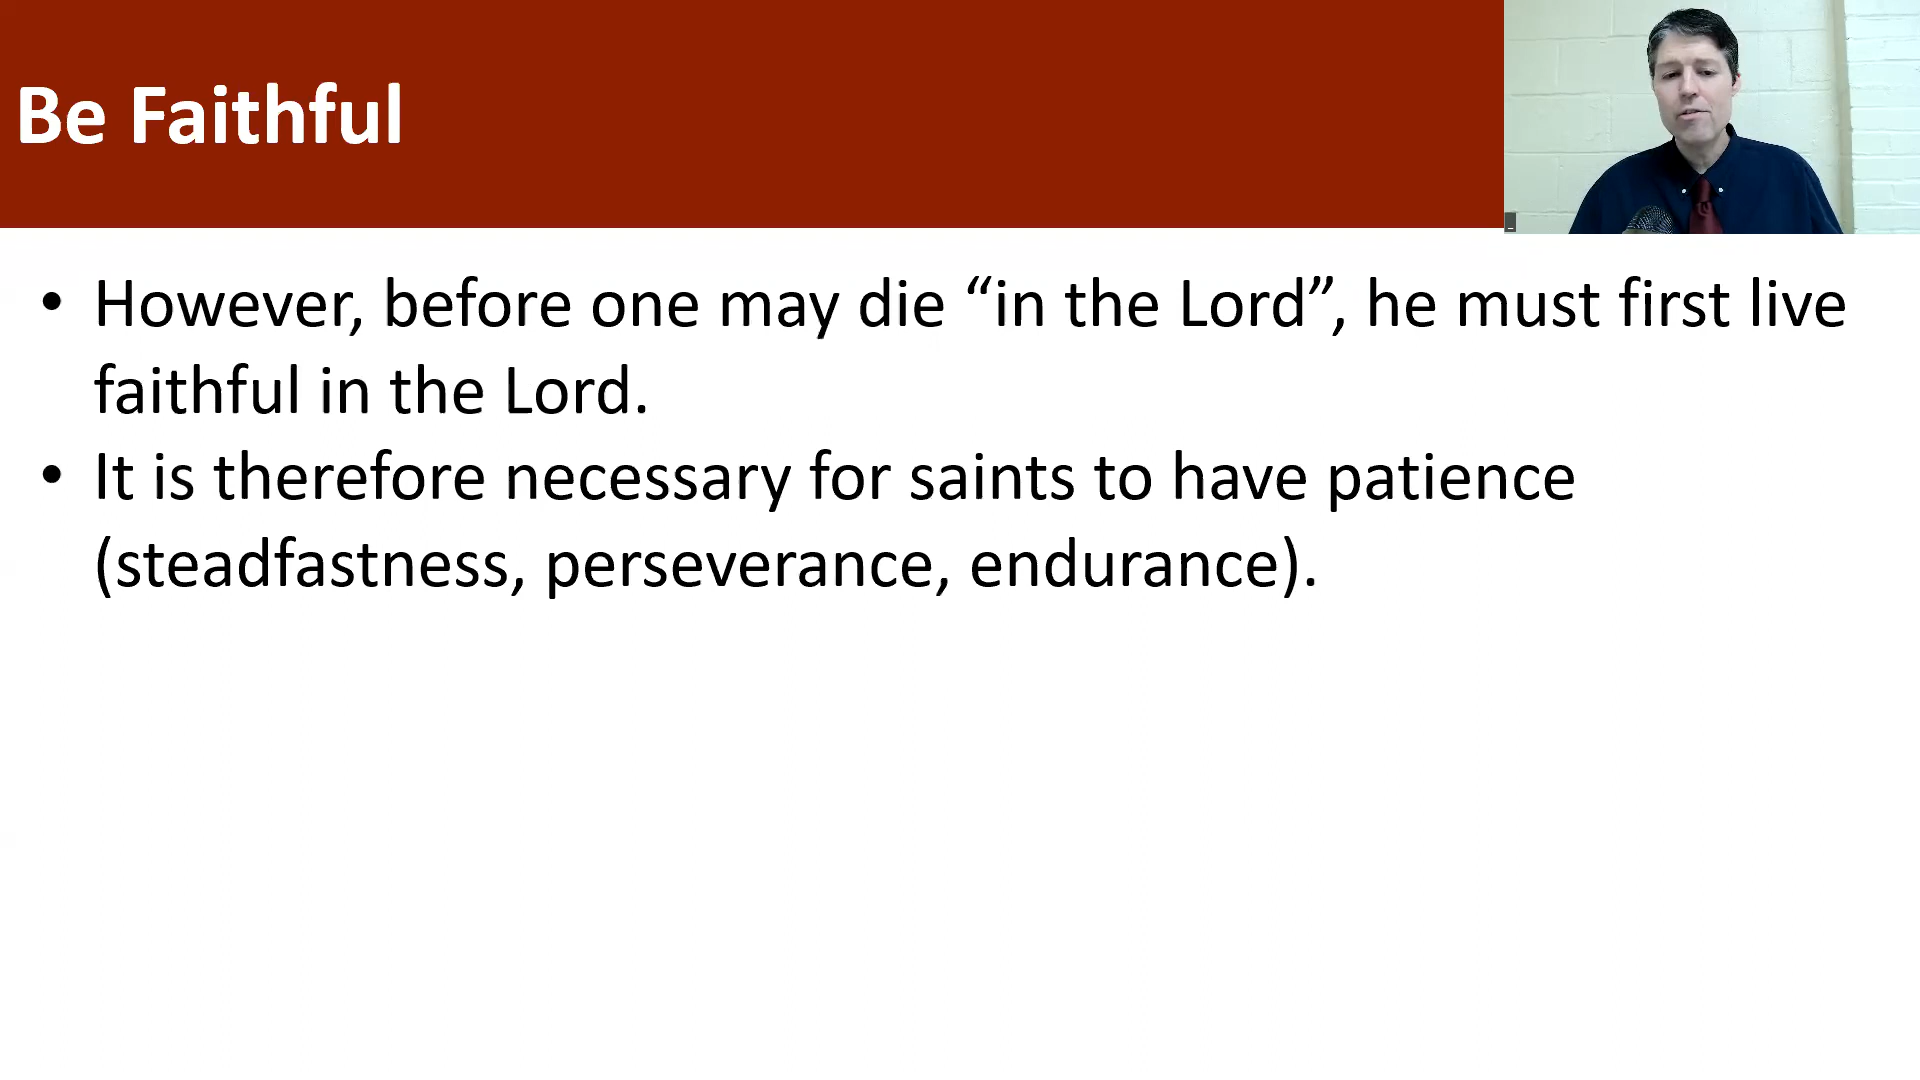 Be Faithful
• However, before one may die “in the Lord”, he must first live
faithful in the Lord.
• It is therefore necessary for saints to have patience
(steadfastness, perseverance, endurance).